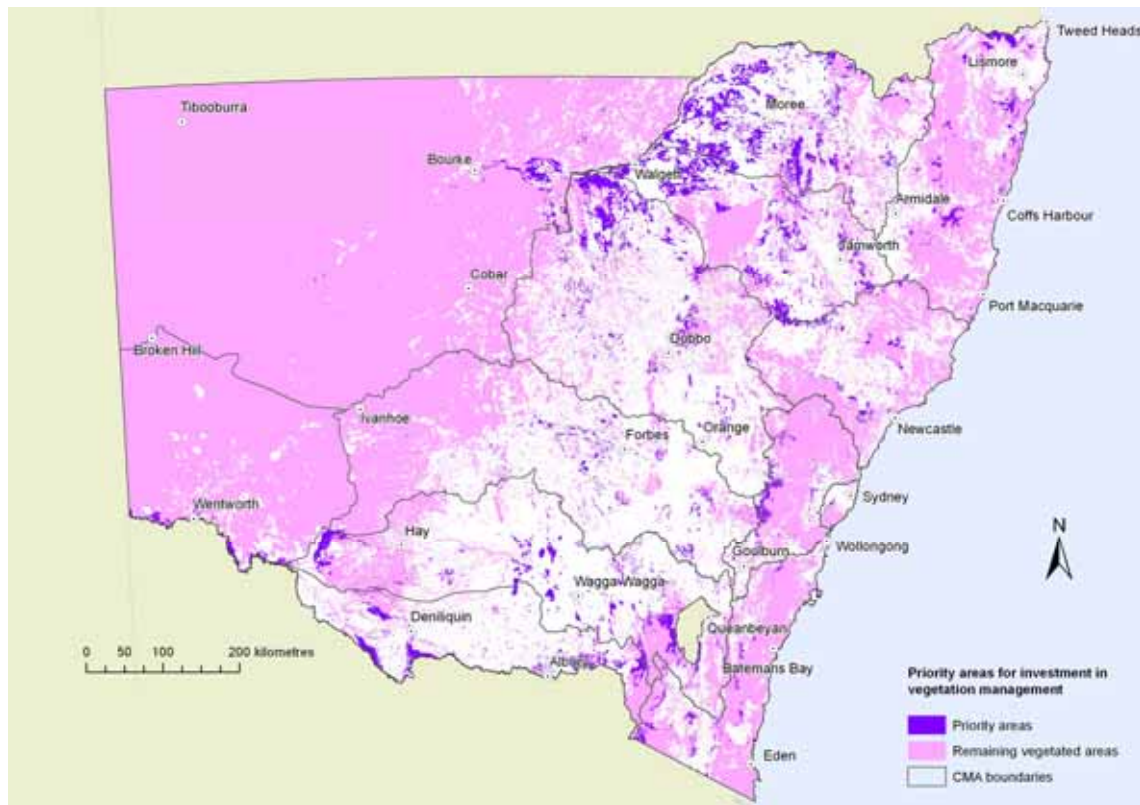 Tweed Heads
Lismore
Tibooburra
Moree
Bourke
Walgett
Armidale
Coffs Harbour
Tamworth
Cobar
Port Macquarie
Dubbo
Broken Hill
Ivanhoe
Forbes
Orange
Newcastle
Sydney
Wentworth
Hay
Goulburn
Wollongong
N
Wagga Wagga
Deniliquin
Queanbeyan
0 50 100 200 kilometres
Albury
Batemans Bay
Priority areas for investment in
vegetation management
Priority areas
Remaining vegetated areas
CMA boundaries
Eden